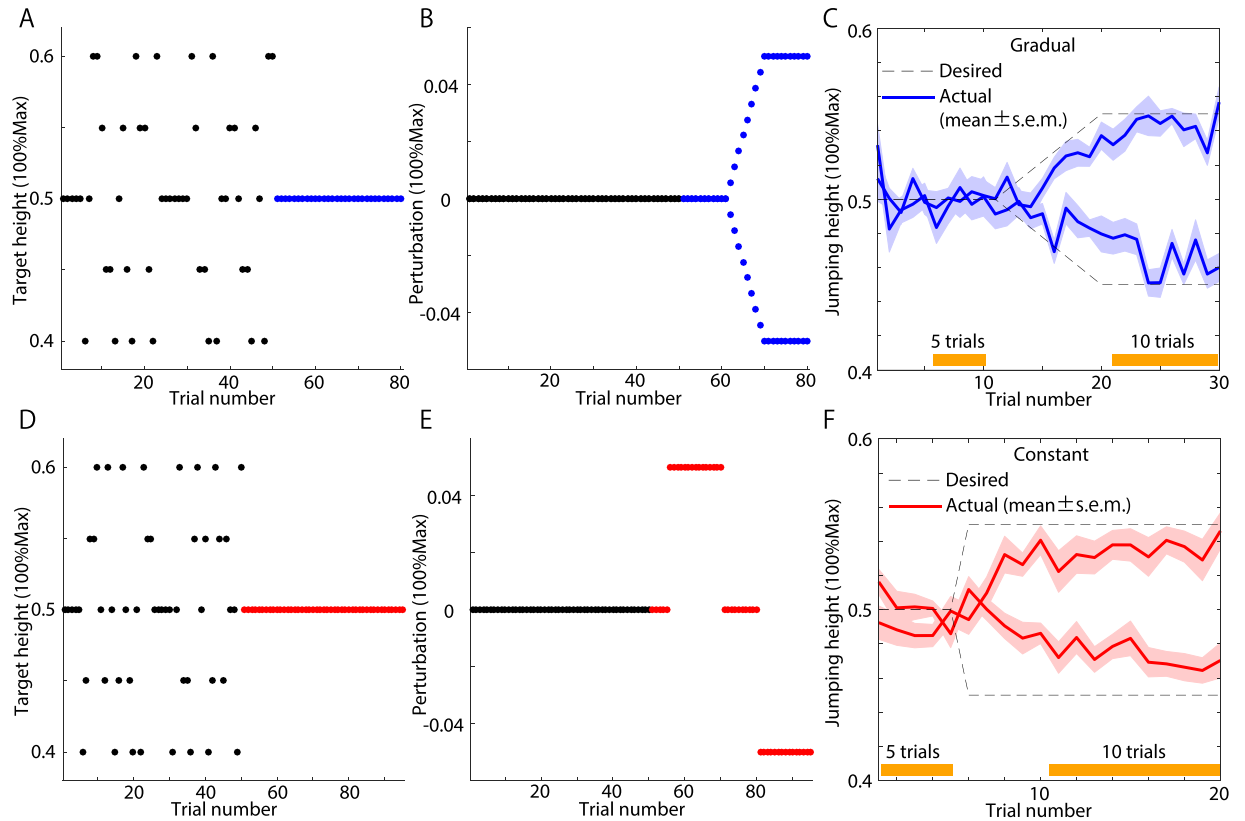 A
Target height (100%Max)
0.6
0.5
0.4
20
40
60
80
Trial number
B
Perturbation (100%Max)
0.04
0
-0.04
20
40
60
80
Trial number
C
Jumping height (100%Max)
0.6
0.5
0.4
Gradual
Desired
Actual
(mean±s.e.m.)
5 trials
10 trials
10
20
30
Trial number
D
Target height (100%Max)
0.6
0.5
0.4
20
40
60
80
Trial number
E
Perturbation (100%Max)
0.04
0
-0.04
20
40
60
80
Trial number
F
Jumping height (100%Max)
0.6
0.5
0.4
Constant
Desired
Actual (mean±s.e.m.)
5 trials
10 trials
10
20
Trial number